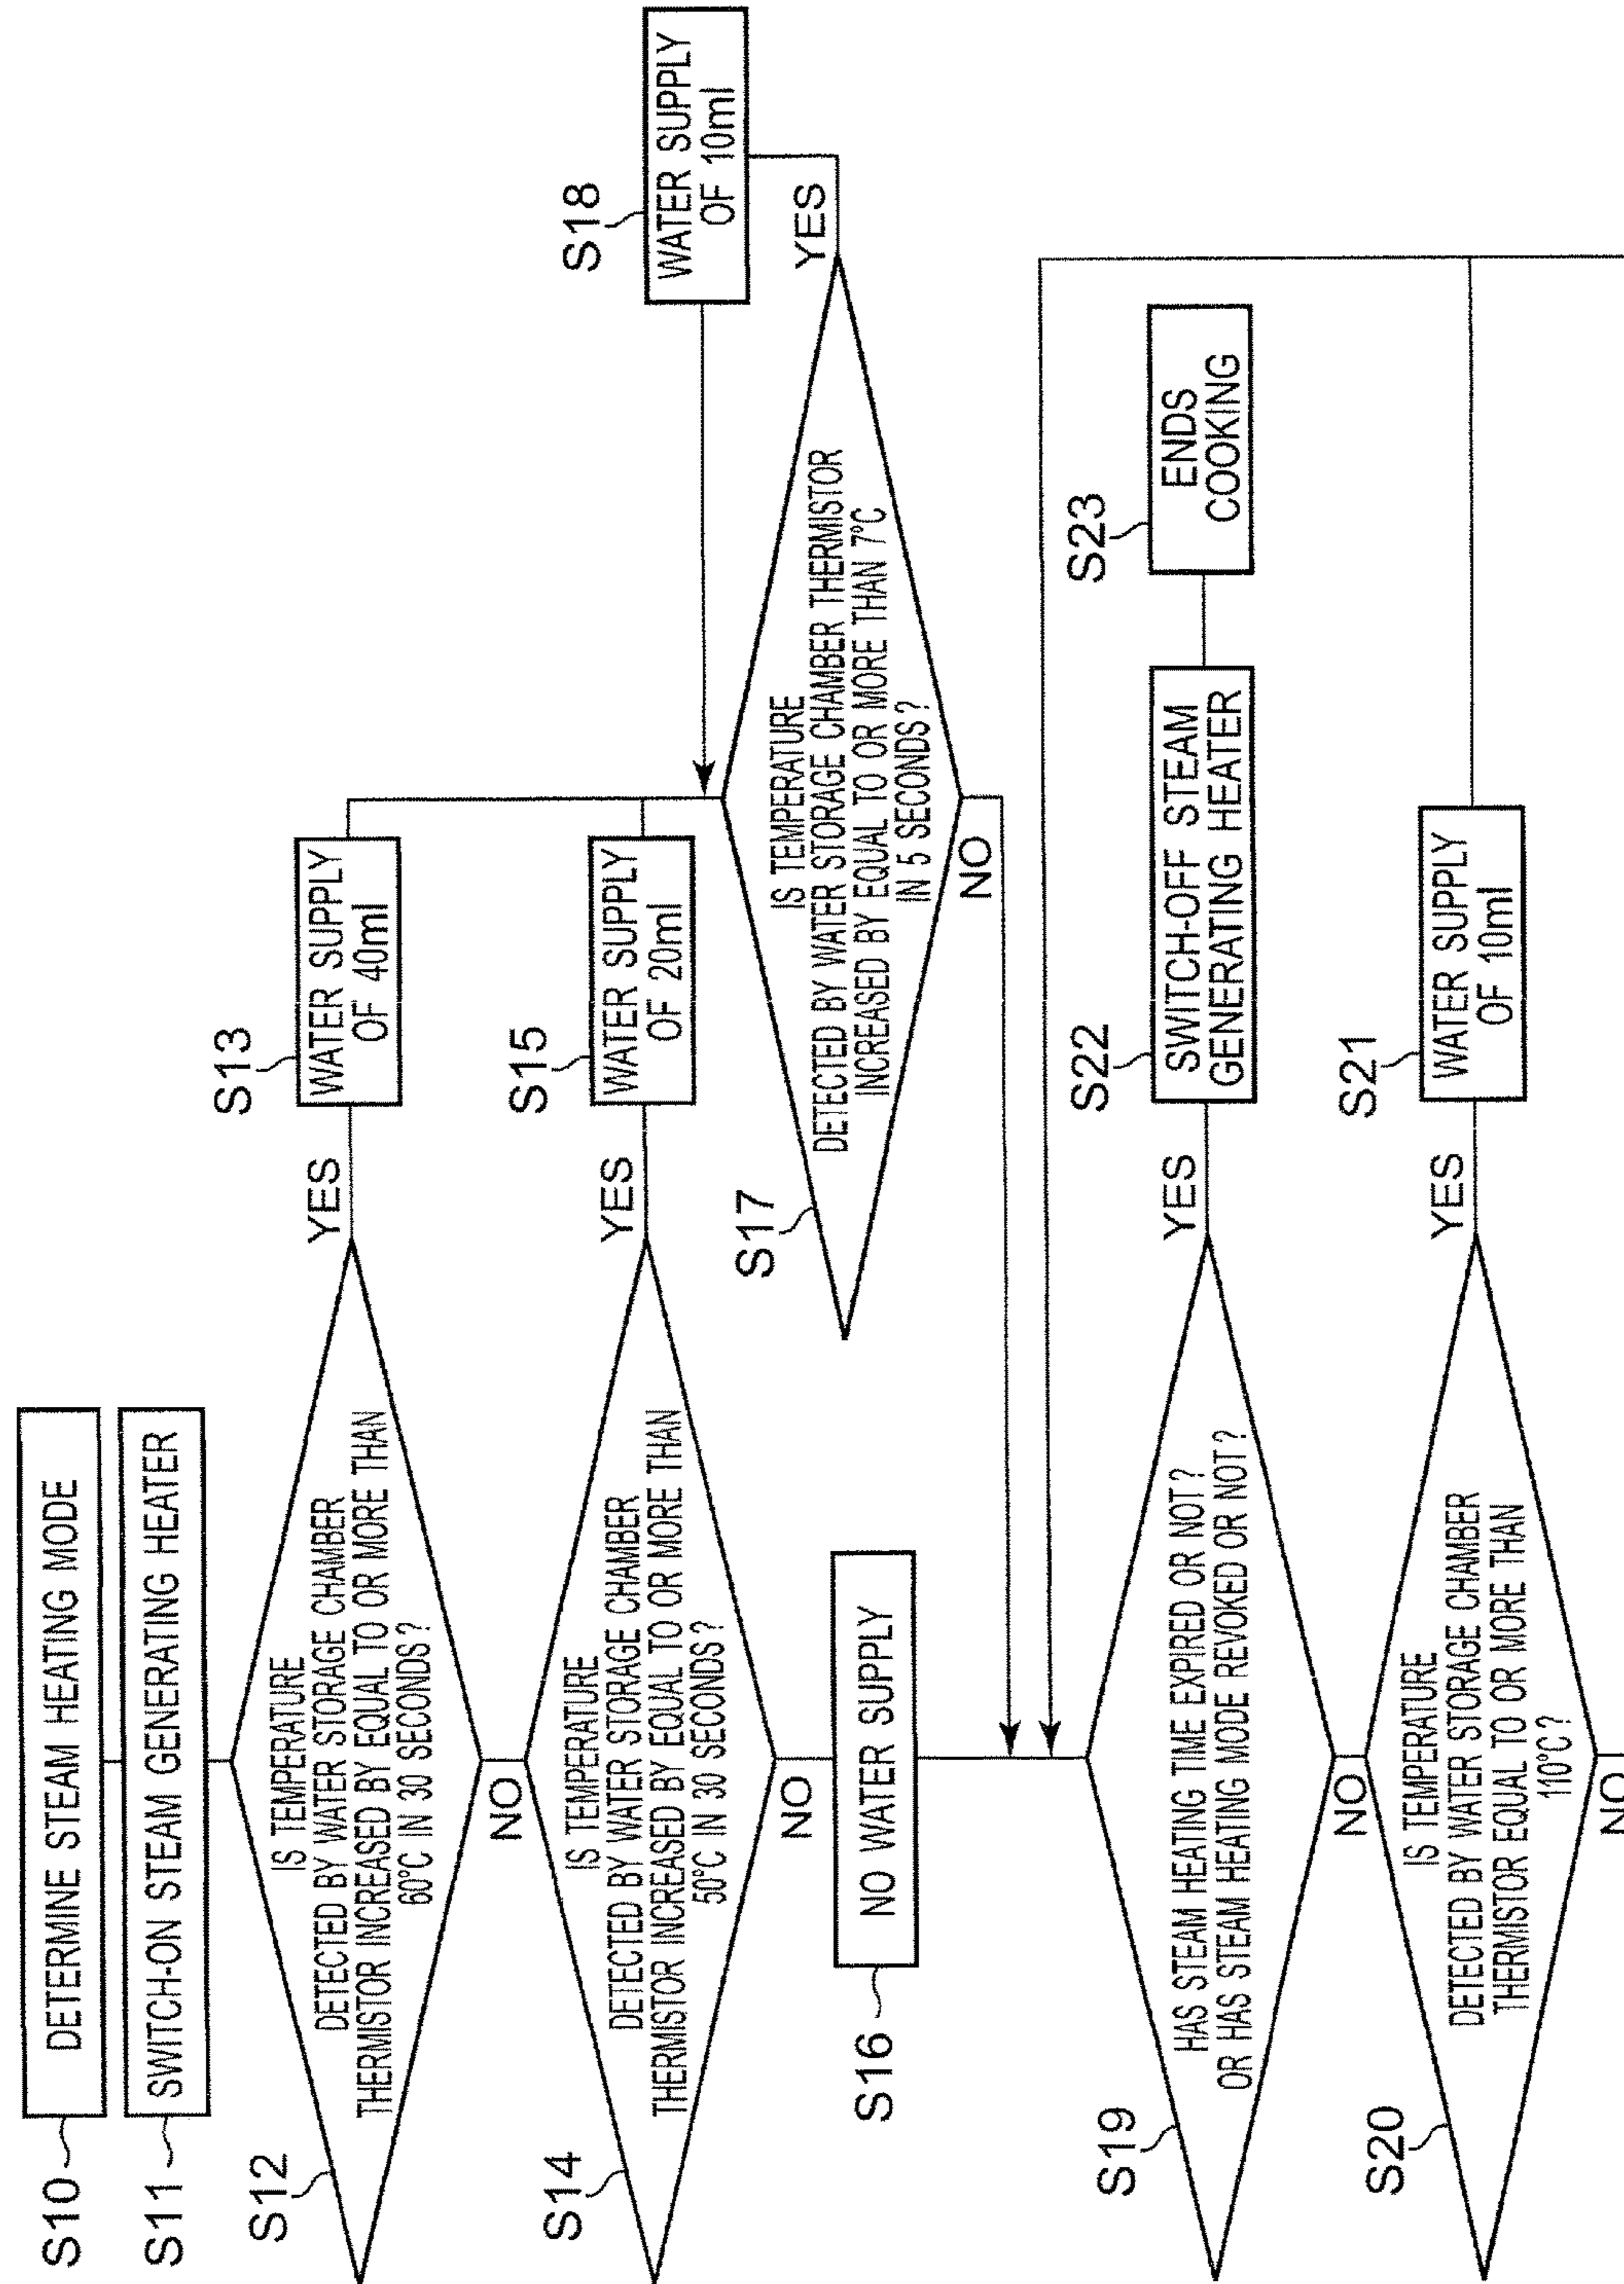 S10
DETERMINE STEAM HEATING MODE
S11
SWITCH-ON STEAM GENERATING HEATER
S12
IS TEMPERATURE
DETECTED BY WATER STORAGE CHAMBER
THERMISTOR INCREASED BY EQUAL TO OR MORE THAN
60°C IN 30 SECONDS?
YES
NO
S13
WATER SUPPLY
OF 40ml
S14
IS TEMPERATURE
DETECTED BY WATER STORAGE CHAMBER
THERMISTOR INCREASED BY EQUAL TO OR MORE THAN
50°C IN 30 SECONDS?
YES
NO
S15
WATER SUPPLY
OF 20ml
S16
NO WATER SUPPLY
S17
IS TEMPERATURE
DETECTED BY WATER STORAGE CHAMBER THERMISTOR
INCREASED BY EQUAL TO OR MORE THAN 7°C
IN 5 SECONDS?
YES
NO
S18
WATER SUPPLY
OF 10ml
S19
HAS STEAM HEATING TIME EXPIRED OR NOT?
OR HAS STEAM HEATING MODE REVOKED OR NOT?
YES
NO
S22
SWITCH-OFF STEAM
GENERATING HEATER
S23
ENDS
COOKING
S20
IS TEMPERATURE
DETECTED BY WATER STORAGE CHAMBER
THERMISTOR EQUAL TO OR MORE THAN
110°C?
YES
NO
S21
WATER SUPPLY
OF 10ml